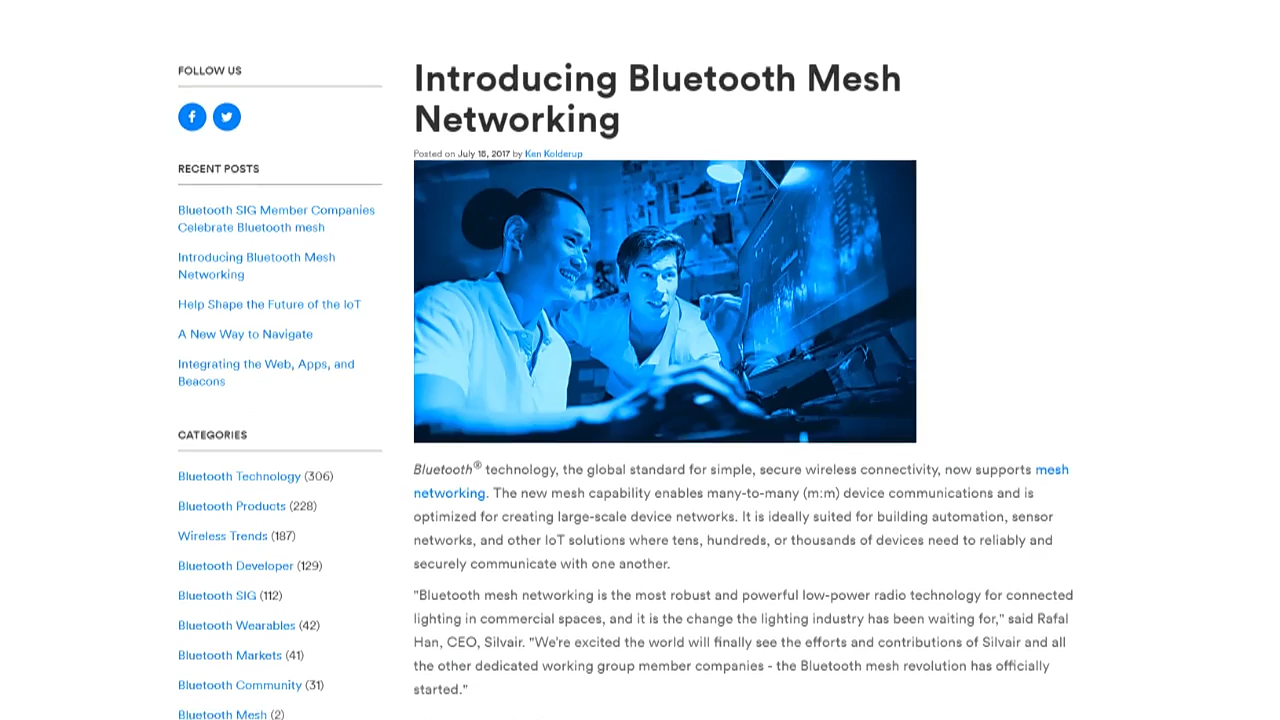 FOLLOW US
RECENT POSTS
Bluetooth SIG Member Companies
Celebrate Bluetooth mesh
Introducing Bluetooth Mesh
Networking
Help Shape the Future of the IoT
A New Way to Navigate
Integrating the Web, Apps, and
Beacons
CATEGORIES
Bluetooth Technology (306)
Bluetooth Products (228)
Wireless Trends (187)
Bluetooth Developer (129)
Bluetooth SIG (112)
Bluetooth Wearables (42)
Bluetooth Markets (41)
Bluetooth Community (31)
Bluetooth Mesh (2)
Introducing Bluetooth Mesh
Networking
Posted on July 18, 2017 by Ken Kolderup
Bluetooth® technology, the global standard for simple, secure wireless connectivity, now supports mesh
networking. The new mesh capability enables many-to-many (m:m) device communications and is
optimized for creating large-scale device networks. It is ideally suited for building automation, sensor
networks, and other IoT solutions where tens, hundreds, or thousands of devices need to reliably and
securely communicate with one another.
"Bluetooth mesh networking is the most robust and powerful low-power radio technology for connected
lighting in commercial spaces, and it is the change the lighting industry has been waiting for," said Rafal
Han, CEO, Silvair. "We're excited the world will finally see the efforts and contributions of Silvair and all
the other dedicated working group member companies - the Bluetooth mesh revolution has officially
started."